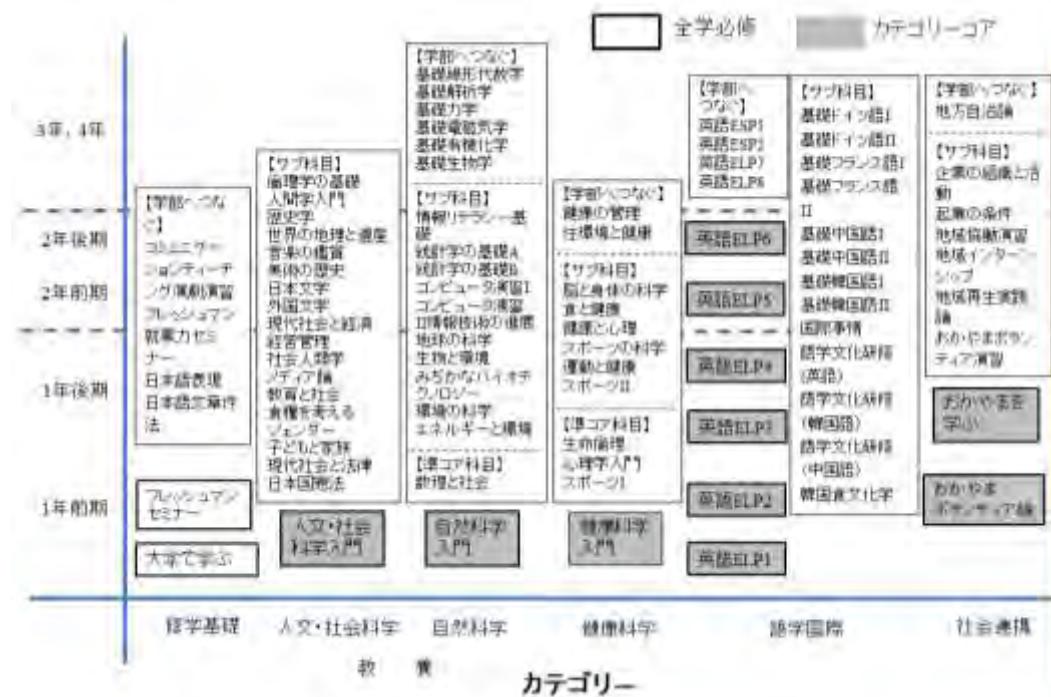 全学必修
カテゴリーコア
3年,4年
2年後期
2年前期
1年後期
1年前期
【学部へつな
ぐ】
コミュニケー
ションティーチ
ング演劇演習
フレッシュマン
就業力セミ
ナー
日本語表現
日本語文章作
法
フレッシュマン
セミナー
大学で学ぶ
【サブ科目】
倫理学の基礎
人間学入門
歴史学
世界の地理と遺産
音楽の鑑賞
美術の歴史
日本文学
外国文学
現代社会と経済
経営管理
社会人類学
メディア論
教育と社会
食糧を考える
ジェンダー
子どもと家族
現代社会と法律
日本国憲法
人文・社会
科学入門
【学部へつなぐ】
基礎線形代数学
基礎解析学
基礎力学
基礎電磁気学
基礎有機化学
基礎生物学
【サブ科目】
情報リテラシー基
礎
統計学の基礎A
統計学の基礎B
コンピュータ演習I
コンピュータ演習
II情報技術の進展
地球の科学
生物と環境
みぢかなバイオテ
クノロジー
環境の科学
エネルギーと環境
【準コア科目】
数理と社会
自然科学
入門
【学部へつなぐ】
健康の管理
住環境と健康
【サブ科目】
脳と身体の科学
食と健康
健康と心理
スポーツの科学
運動と健康
スポーツII
【準コア科目】
生命倫理
心理学入門
スポーツI
健康科学
入門
【学部へ
つなぐ】
英語ESP1
英語ESP2
英語ELP7
英語ELP8
英語ELP6
英語ELP5
英語ELP4
英語ELP3
英語ELP2
英語ELP1
【サブ科目】
基礎ドイツ語I
基礎ドイツ語II
基礎フランス語I
基礎フランス語
II
基礎中国語I
基礎中国語II
基礎韓国語I
基礎韓国語II
国際事情
語学文化研修
(英語)
語学文化研修
(韓国語)
語学文化研修
(中国語)
韓国食文化学
【学部へつなぐ】
地方自治論
【サブ科目】
企業の組織と活
動
起業の条件
地域協働演習
地域インターン
シップ
地域再生実践
論
おかやまボラン
ティア演習
おかやまを
学ぶ
おかやま
ボランティア論
修学基礎
人文・社会科学
自然科学
健康科学
語学国際
社会連携
教 養
カテゴリー